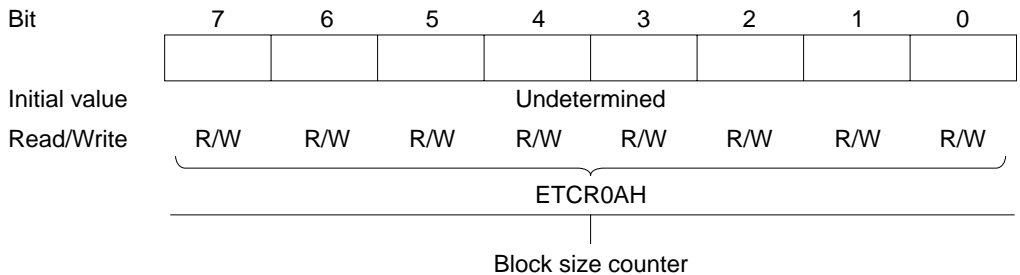 Bit 7 6 5 4 3 2 1 0
Initial value Undetermined
Read/Write R/W R/W R/W R/W R/W R/W R/W R/W
ETCR0AH
Block size counter